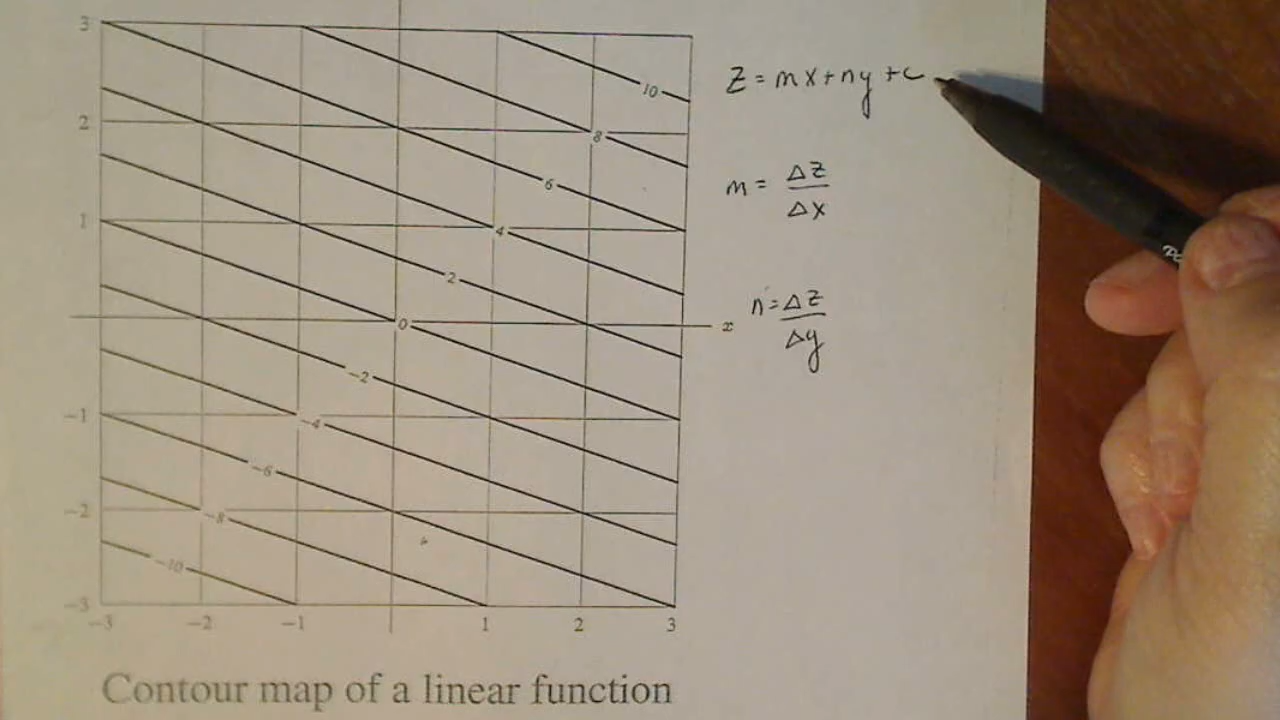 3
10
Z = mx + ny + c
2
8
6
m = ΔZ
Δx
1
4
2
n = ΔZ
Δy
0
x
−2
−1
−4
−6
−2
−8
−10
−3
−3 −2 −1 1 2 3
Contour map of a linear function